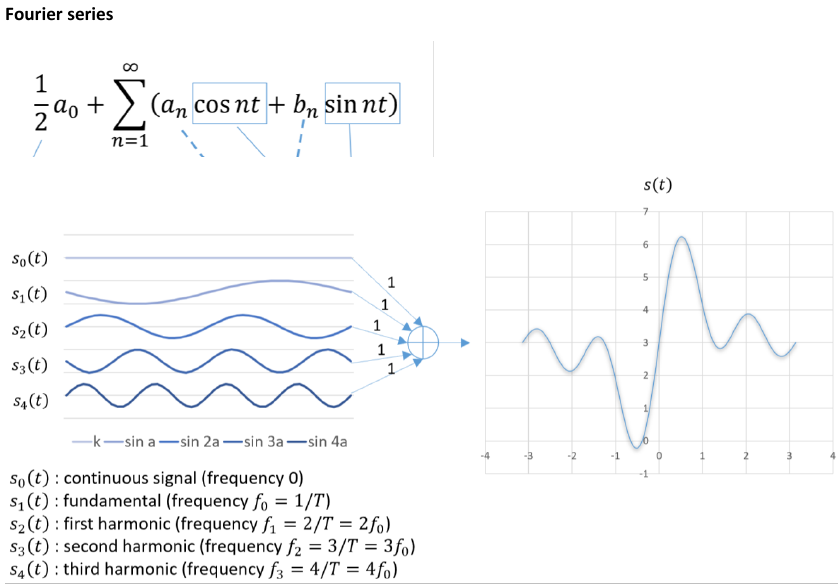 Fourier series
∞
1/2 a₀ + ∑ (aₙ cos nt + bₙ sin nt)
n=1
s(t)
7
6
5
4
3
2
1
0
-1
-4 -3 -2 -1 0 1 2 3 4
s₀(t)
s₁(t)
s₂(t)
s₃(t)
s₄(t)
1
1
1
1
1
k sin a sin 2a sin 3a sin 4a
s₀(t) : continuous signal (frequency 0)
s₁(t) : fundamental (frequency f₀ = 1/T)
s₂(t) : first harmonic (frequency f₁ = 2/T = 2f₀)
s₃(t) : second harmonic (frequency f₂ = 3/T = 3f₀)
s₄(t) : third harmonic (frequency f₃ = 4/T = 4f₀)